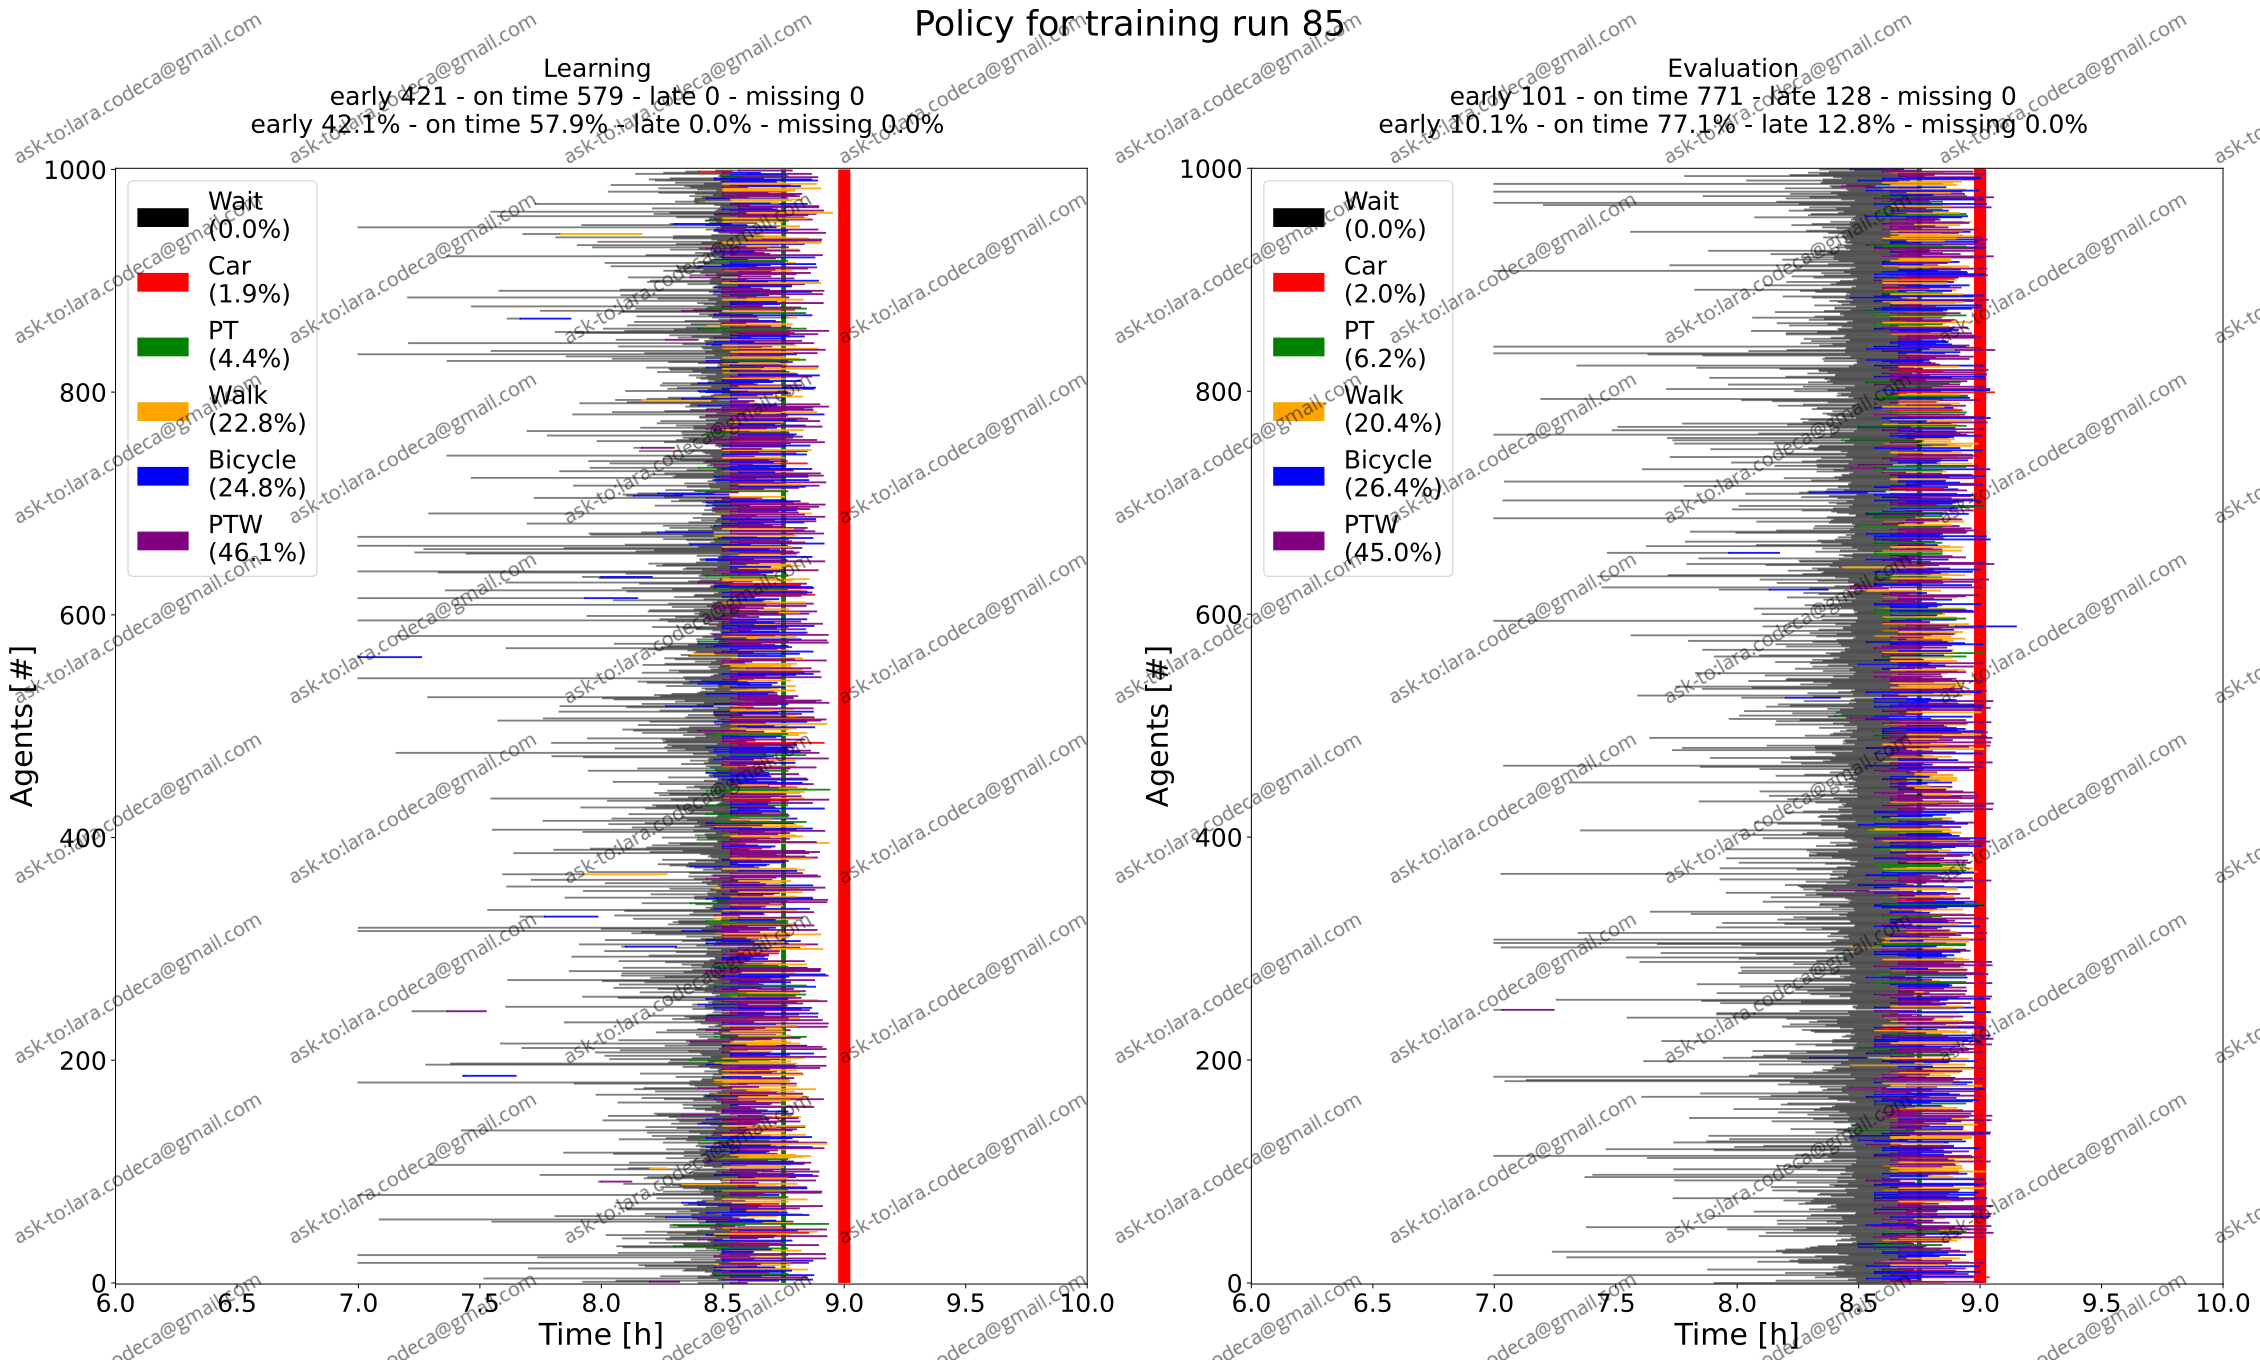 Policy for training run 85
Learning
early 421 - on time 579 - late 0 - missing 0
early 42.1% - on time 57.9% - late 0.0% - missing 0.0%
Evaluation
early 101 - on time 771 - late 128 - missing 0
early 10.1% - on time 77.1% - late 12.8% - missing 0.0%
Agents [#]
1000
800
600
400
200
0
Wait
(0.0%)
Car
(1.9%)
PT
(4.4%)
Walk
(22.8%)
Bicycle
(24.8%)
PTW
(46.1%)
6.0 6.5 7.0 7.5 8.0 8.5 9.0 9.5 10.0
Time [h]
Agents [#]
1000
800
600
400
200
0
Wait
(0.0%)
Car
(2.0%)
PT
(6.2%)
Walk
(20.4%)
Bicycle
(26.4%)
PTW
(45.0%)
6.0 6.5 7.0 7.5 8.0 8.5 9.0 9.5 10.0
Time [h]
ask-to:lara.codeca@gmail.com